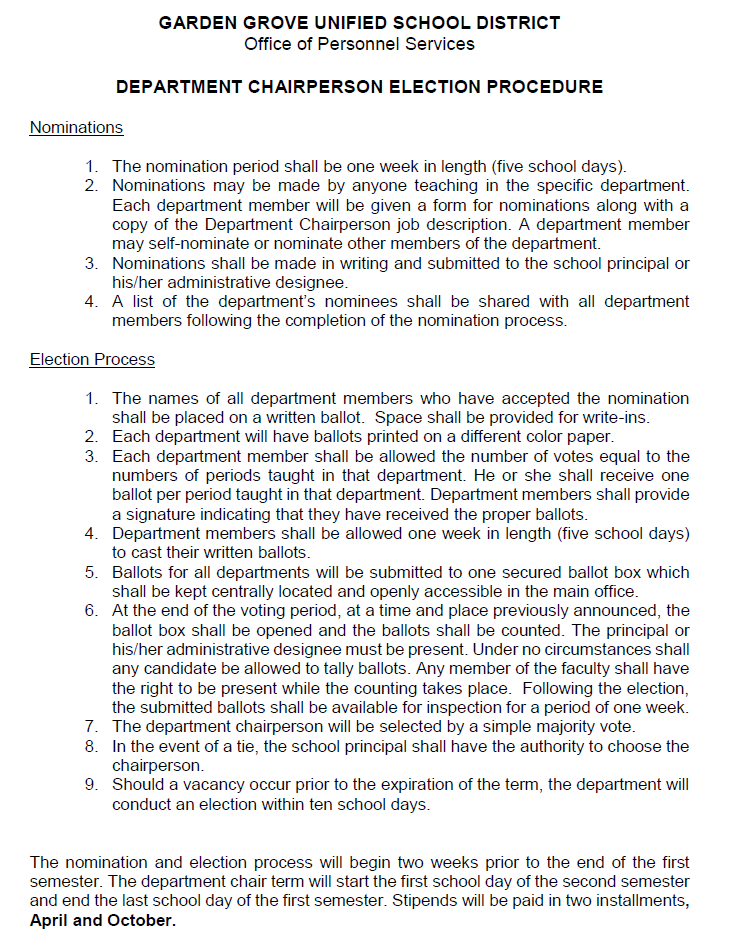 GARDEN GROVE UNIFIED SCHOOL DISTRICT
Office of Personnel Services
DEPARTMENT CHAIRPERSON ELECTION PROCEDURE
Nominations
1. The nomination period shall be one week in length (five school days).
2. Nominations may be made by anyone teaching in the specific department.
Each department member will be given a form for nominations along with a
copy of the Department Chairperson job description. A department member
may self-nominate or nominate other members of the department.
3. Nominations shall be made in writing and submitted to the school principal or
his/her administrative designee.
4. A list of the department's nominees shall be shared with all department
members following the completion of the nomination process.
Election Process
1. The names of all department members who have accepted the nomination
shall be placed on a written ballot. Space shall be provided for write-ins.
2. Each department will have ballots printed on a different color paper.
3. Each department member shall be allowed the number of votes equal to the
numbers of periods taught in that department. He or she shall receive one
ballot per period taught in that department. Department members shall provide
a signature indicating that they have received the proper ballots.
4. Department members shall be allowed one week in length (five school days)
to cast their written ballots.
5. Ballots for all departments will be submitted to one secured ballot box which
shall be kept centrally located and openly accessible in the main office.
6. At the end of the voting period, at a time and place previously announced, the
ballot box shall be opened and the ballots shall be counted. The principal or
his/her administrative designee must be present. Under no circumstances shall
any candidate be allowed to tally ballots. Any member of the faculty shall have
the right to be present while the counting takes place. Following the election,
the submitted ballots shall be available for inspection for a period of one week.
7. The department chairperson will be selected by a simple majority vote.
8. In the event of a tie, the school principal shall have the authority to choose the
chairperson.
9. Should a vacancy occur prior to the expiration of the term, the department will
conduct an election within ten school days.
The nomination and election process will begin two weeks prior to the end of the first
semester. The department chair term will start the first school day of the second semester
and end the last school day of the first semester. Stipends will be paid in two installments,
April and October.